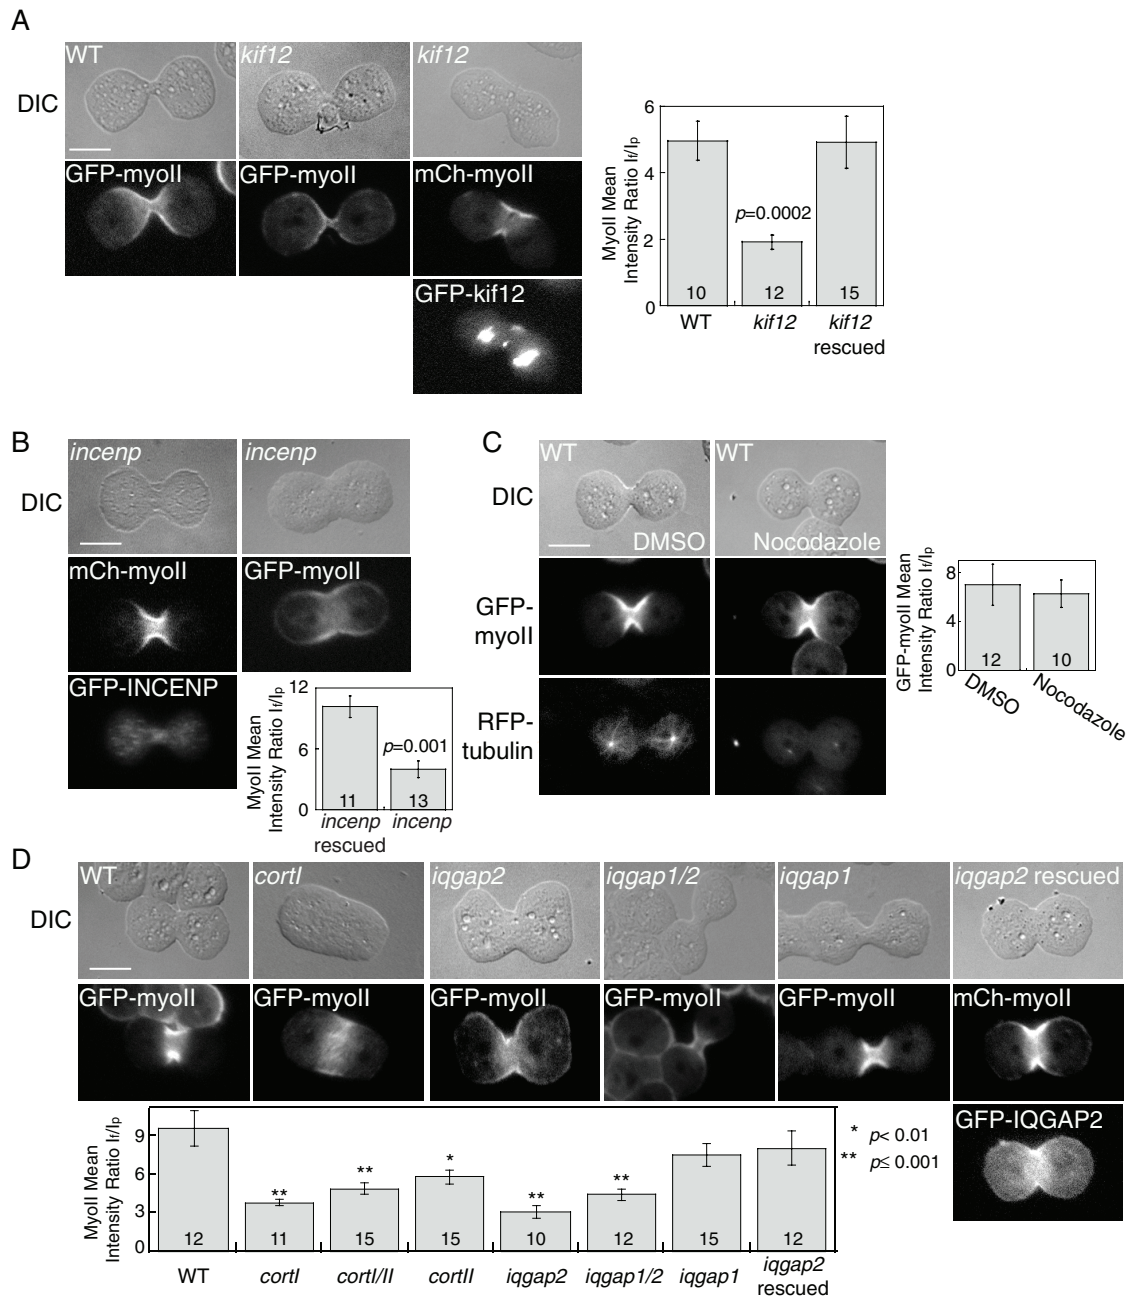 A
WT
kif12
kif12
DIC
GFP-myoII
GFP-myoII
mCh-myoII
GFP-kif12
MyoII Mean
Intensity Ratio If/Ip
6
4
2
0
p=0.0002
10
12
15
WT
kif12
kif12
rescued
B
incenp
incenp
DIC
mCh-myoII
GFP-myoII
GFP-INCENP
MyoII Mean
Intensity Ratio If/Ip
12
6
0
p=0.001
11
13
incenp
rescued
incenp
C
WT
WT
DIC
DMSO
Nocodazole
GFP-
myoII
RFP-
tubulin
GFP-myoII Mean
Intensity Ratio If/Ip
8
4
0
12
10
DMSO
Nocodazole
D
WT
cortI
iqgap2
iqgap1/2
iqgap1
iqgap2 rescued
DIC
GFP-myoII
GFP-myoII
GFP-myoII
GFP-myoII
GFP-myoII
mCh-myoII
GFP-IQGAP2
MyoII Mean
Intensity Ratio If/Ip
9
6
3
0
**
**
*
**
**
* p< 0.01
** p≤ 0.001
12
11
15
15
10
12
15
12
WT
cortI
cortI/II
cortII
iqgap2
iqgap1/2
iqgap1
iqgap2
rescued